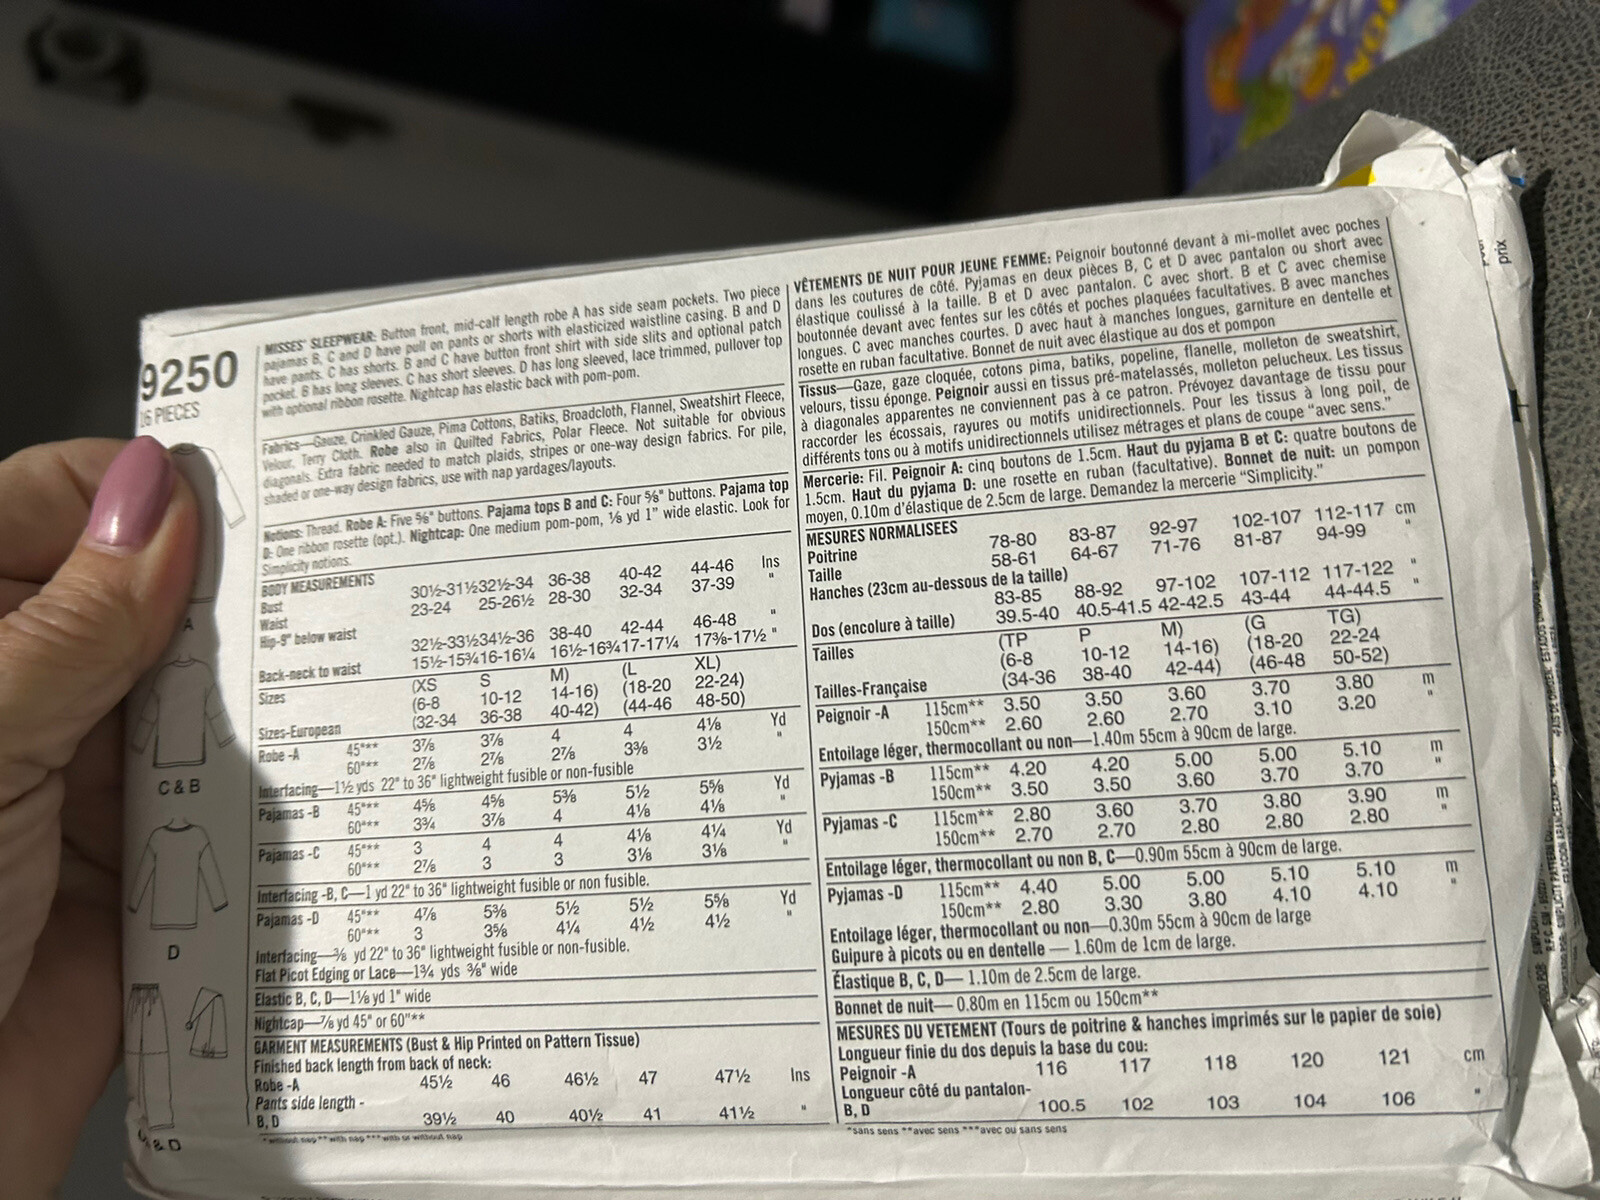 9250
16 PIECES
A
C & B
D
& D
MISSES' SLEEPWEAR: Button front, mid-calf length robe A has side seam pockets. Two piece
pajamas B, C and D have pull on pants or shorts with elasticized waistline casing. B and D
have pants. C has shorts. B and C have button front shirt with side slits and optional patch
pocket. B has long sleeves. C has short sleeves. D has long sleeved, lace trimmed, pullover top
with optional ribbon rosette. Nightcap has elastic back with pom-pom.
Fabrics—Gauze, Crinkled Gauze, Pima Cottons, Batiks, Broadcloth, Flannel, Sweatshirt Fleece,
Velour, Terry Cloth. Robe also in Quilted Fabrics, Polar Fleece. Not suitable for obvious
diagonals. Extra fabric needed to match plaids, stripes or one-way design fabrics. For pile,
shaded or one-way design fabrics, use with nap yardages/layouts.
Notions: Thread. Robe A: Five ⅝" buttons. Pajama tops B and C: Four ⅝" buttons. Pajama top
D: One ribbon rosette (opt.). Nightcap: One medium pom-pom, ⅛ yd 1" wide elastic. Look for
Simplicity notions.
BODY MEASUREMENTS
Bust 30½-31½ 32½-34 36-38 40-42 44-46 Ins
Waist 23-24 25-26½ 28-30 32-34 37-39 "
Hip-9" below waist 32½-33½ 34½-36 38-40 42-44 46-48 "
Back-neck to waist 15½-15¾ 16-16¼ 16½-16¾ 17-17¼ 17⅜-17½ "
Sizes (XS S M) (L XL)
(6-8 10-12 14-16) (18-20 22-24)
Sizes-European (32-34 36-38 40-42) (44-46 48-50)
Robe -A 45"** 3⅞ 3⅞ 4 4 4⅛ Yd
60"** 2⅞ 2⅞ 2⅞ 3⅜ 3½ "
Interfacing—1½ yds 22" to 36" lightweight fusible or non-fusible
Pajamas -B 45"** 4⅝ 4⅝ 5⅜ 5½ 5⅝ Yd
60"** 3¾ 3⅞ 4 4⅛ 4⅛ "
Pajamas -C 45"** 3 4 4 4⅛ 4¼ Yd
60"** 2⅞ 3 3 3⅛ 3⅛ "
Interfacing -B, C—1 yd 22" to 36" lightweight fusible or non fusible.
Pajamas -D 45"** 4⅞ 5⅜ 5½ 5½ 5⅝ Yd
60"** 3 3⅝ 4¼ 4½ 4½ "
Interfacing—⅜ yd 22" to 36" lightweight fusible or non-fusible.
Flat Picot Edging or Lace—1¾ yds ⅜" wide
Elastic B, C, D—1⅛ yd 1" wide
Nightcap—⅞ yd 45" or 60"**
GARMENT MEASUREMENTS (Bust & Hip Printed on Pattern Tissue)
Finished back length from back of neck:
Robe -A 45½ 46 46½ 47 47½ Ins
Pants side length -
B, D 39½ 40 40½ 41 41½ "
*without nap **with nap ***with or without nap
VÊTEMENTS DE NUIT POUR JEUNE FEMME: Peignoir boutonné devant à mi-mollet avec poches
dans les coutures de côté. Pyjamas en deux pièces B, C et D avec pantalon ou short avec
élastique coulissé à la taille. B et D avec pantalon. C avec short. B et C avec chemise
boutonnée devant avec fentes sur les côtés et poches plaquées facultatives. B avec manches
longues. C avec manches courtes. D avec haut à manches longues, garniture en dentelle et
rosette en ruban facultative. Bonnet de nuit avec élastique au dos et pompon
Tissus—Gaze, gaze cloquée, cotons pima, batiks, popeline, flanelle, molleton de sweatshirt,
velours, tissu éponge. Peignoir aussi en tissus pré-matelassés, molleton pelucheux. Les tissus
à diagonales apparentes ne conviennent pas à ce patron. Prévoyez davantage de tissu pour
raccorder les écossais, rayures ou motifs unidirectionnels. Pour les tissus à long poil, de
différents tons ou à motifs unidirectionnels utilisez métrages et plans de coupe "avec sens."
Mercerie: Fil. Peignoir A: cinq boutons de 1.5cm. Haut du pyjama B et C: quatre boutons de
1.5cm. Haut du pyjama D: une rosette en ruban (facultative). Bonnet de nuit: un pompon
moyen, 0.10m d'élastique de 2.5cm de large. Demandez la mercerie "Simplicity."
MESURES NORMALISEES
Poitrine 78-80 83-87 92-97 102-107 112-117 cm
Taille 58-61 64-67 71-76 81-87 94-99 "
Hanches (23cm au-dessous de la taille)
83-85 88-92 97-102 107-112 117-122 "
Dos (encolure à taille) 39.5-40 40.5-41.5 42-42.5 43-44 44-44.5 "
Tailles (TP P M) (G TG)
(6-8 10-12 14-16) (18-20 22-24
Tailles-Française (34-36 38-40 42-44) (46-48 50-52)
Peignoir -A 115cm** 3.50 3.50 3.60 3.70 3.80 m
150cm** 2.60 2.60 2.70 3.10 3.20 "
Entoilage léger, thermocollant ou non—1.40m 55cm à 90cm de large.
Pyjamas -B 115cm** 4.20 4.20 5.00 5.00 5.10 m
150cm** 3.50 3.50 3.60 3.70 3.70 "
Pyjamas -C 115cm** 2.80 3.60 3.70 3.80 3.90 m
150cm** 2.70 2.70 2.80 2.80 2.80 "
Entoilage léger, thermocollant ou non B, C—0.90m 55cm à 90cm de large.
Pyjamas -D 115cm** 4.40 5.00 5.00 5.10 5.10 m
150cm** 2.80 3.30 3.80 4.10 4.10 "
Entoilage léger, thermocollant ou non—0.30m 55cm à 90cm de large
Guipure à picots ou en dentelle — 1.60m de 1cm de large.
Élastique B, C, D— 1.10m de 2.5cm de large.
Bonnet de nuit— 0.80m en 115cm ou 150cm**
MESURES DU VETEMENT (Tours de poitrine & hanches imprimés sur le papier de soie)
Longueur finie du dos depuis la base du cou:
Peignoir -A 116 117 118 120 121 cm
Longueur côté du pantalon-
B, D 100.5 102 103 104 106 "
*sans sens **avec sens ***avec ou sans sens
prix